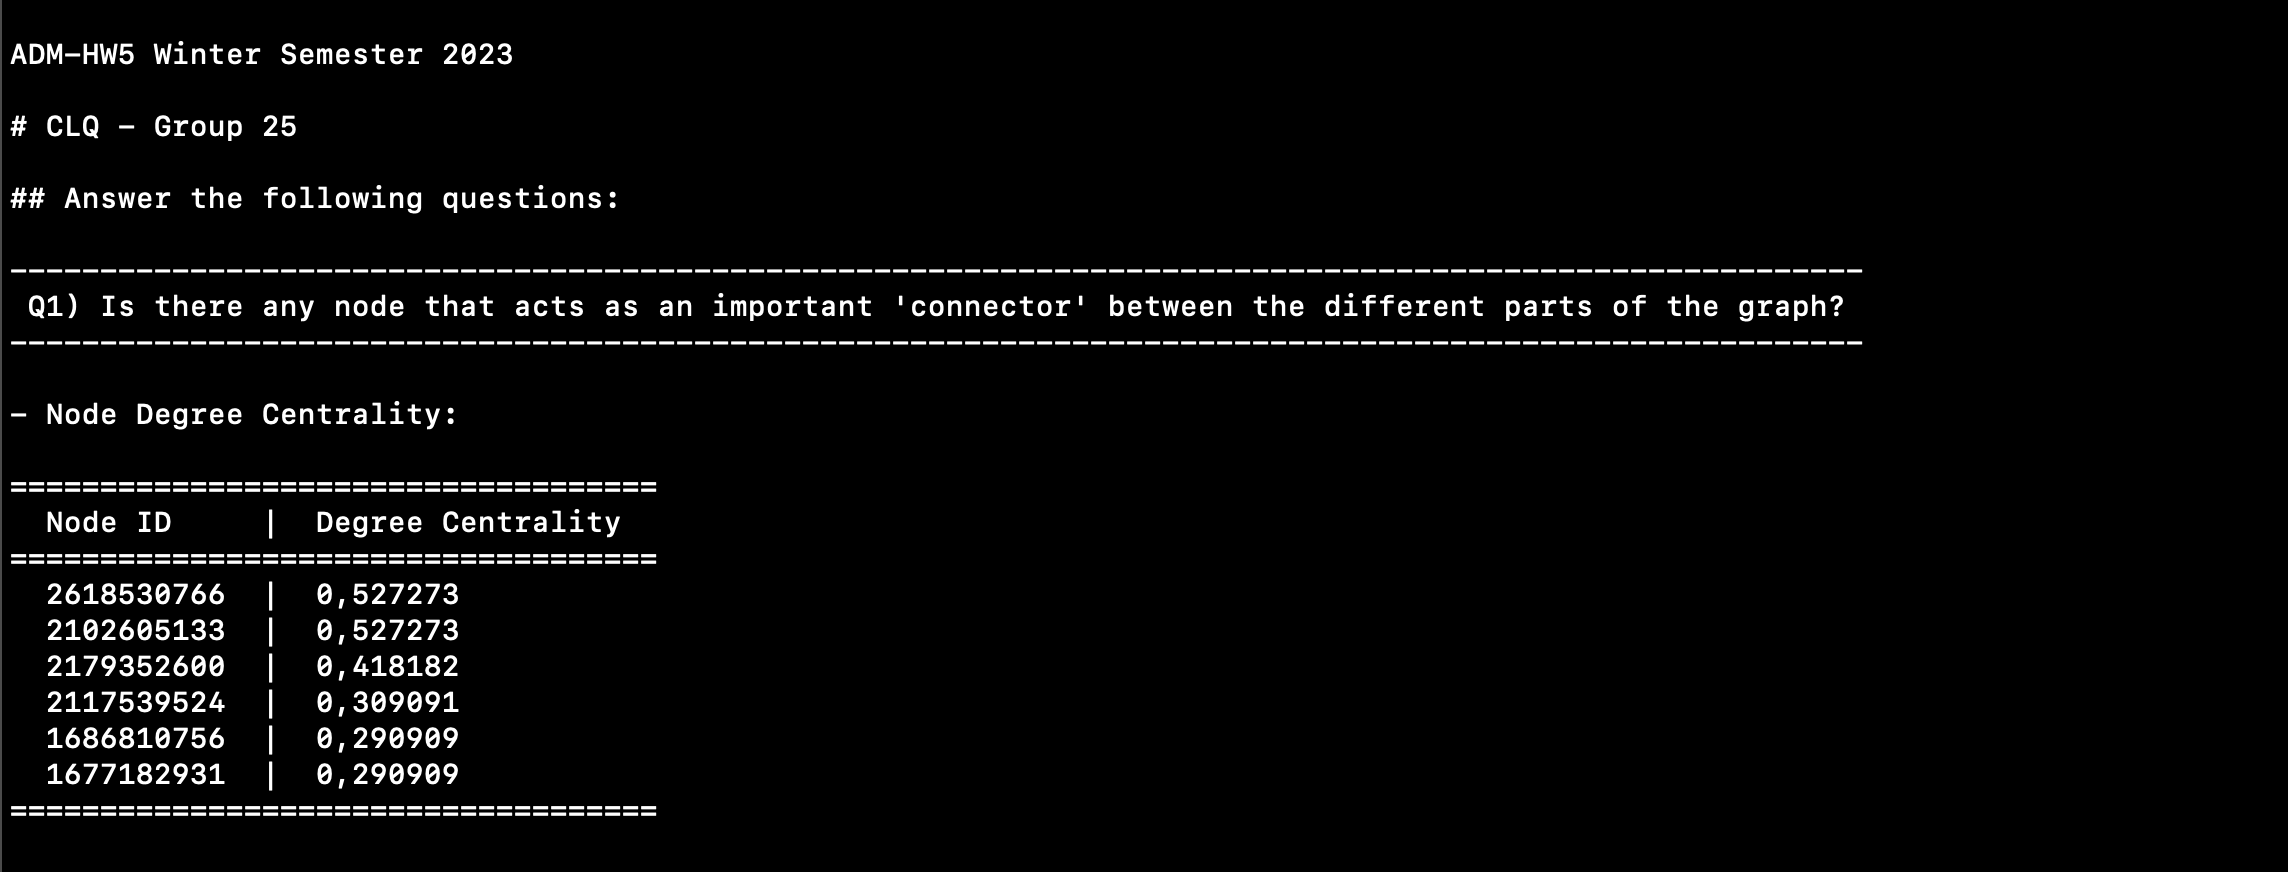 ADM-HW5 Winter Semester 2023
# CLQ - Group 25
## Answer the following questions:
-------------------------------------------------------------------------------------------------------
Q1) Is there any node that acts as an important 'connector' between the different parts of the graph?
-------------------------------------------------------------------------------------------------------
- Node Degree Centrality:
====================================
Node ID | Degree Centrality
====================================
2618530766 | 0,527273
2102605133 | 0,527273
2179352600 | 0,418182
2117539524 | 0,309091
1686810756 | 0,290909
1677182931 | 0,290909
====================================